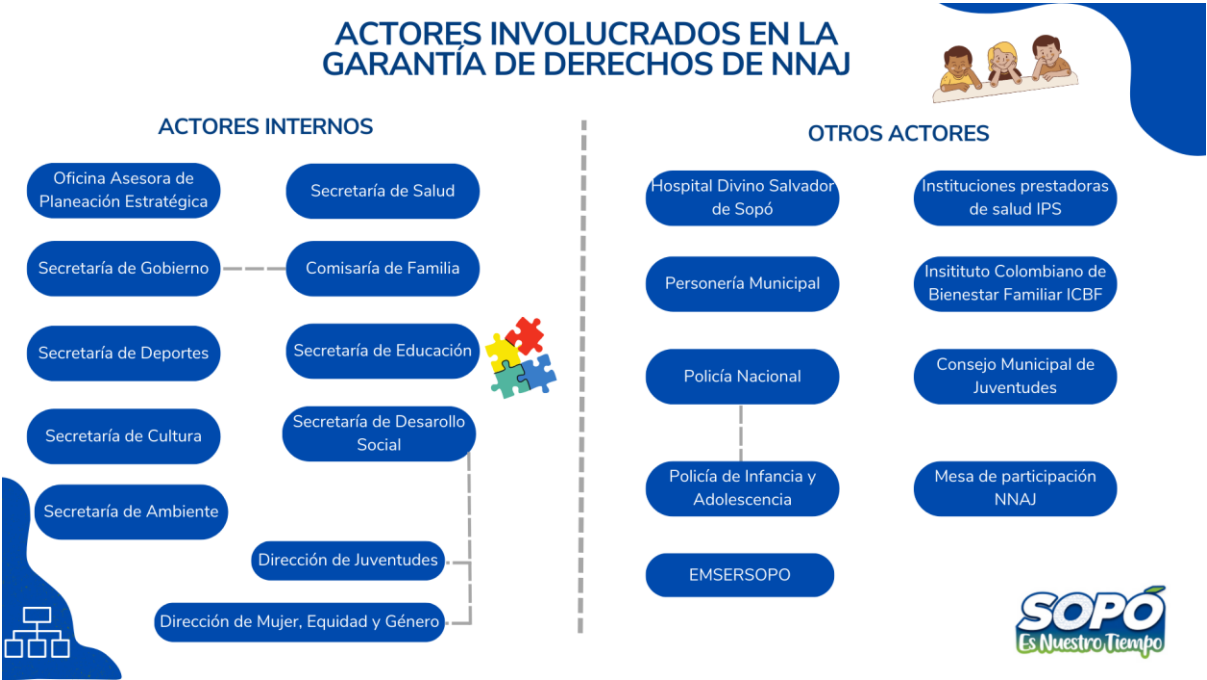 ACTORES INVOLUCRADOS EN LA
GARANTÍA DE DERECHOS DE NNAJ
ACTORES INTERNOS
Oficina Asesora de
Planeación Estratégica
Secretaría de Salud
Secretaría de Gobierno
Comisaría de Familia
Secretaría de Deportes
Secretaría de Educación
Secretaría de Cultura
Secretaría de Desarollo
Social
Secretaría de Ambiente
Dirección de Juventudes
Dirección de Mujer, Equidad y Género
OTROS ACTORES
Hospital Divino Salvador
de Sopó
Instituciones prestadoras
de salud IPS
Personería Municipal
Insitituto Colombiano de
Bienestar Familiar ICBF
Policía Nacional
Consejo Municipal de
Juventudes
Policía de Infancia y
Adolescencia
Mesa de participación
NNAJ
EMSERSOPO
SOPÓ
Es Nuestro Tiempo